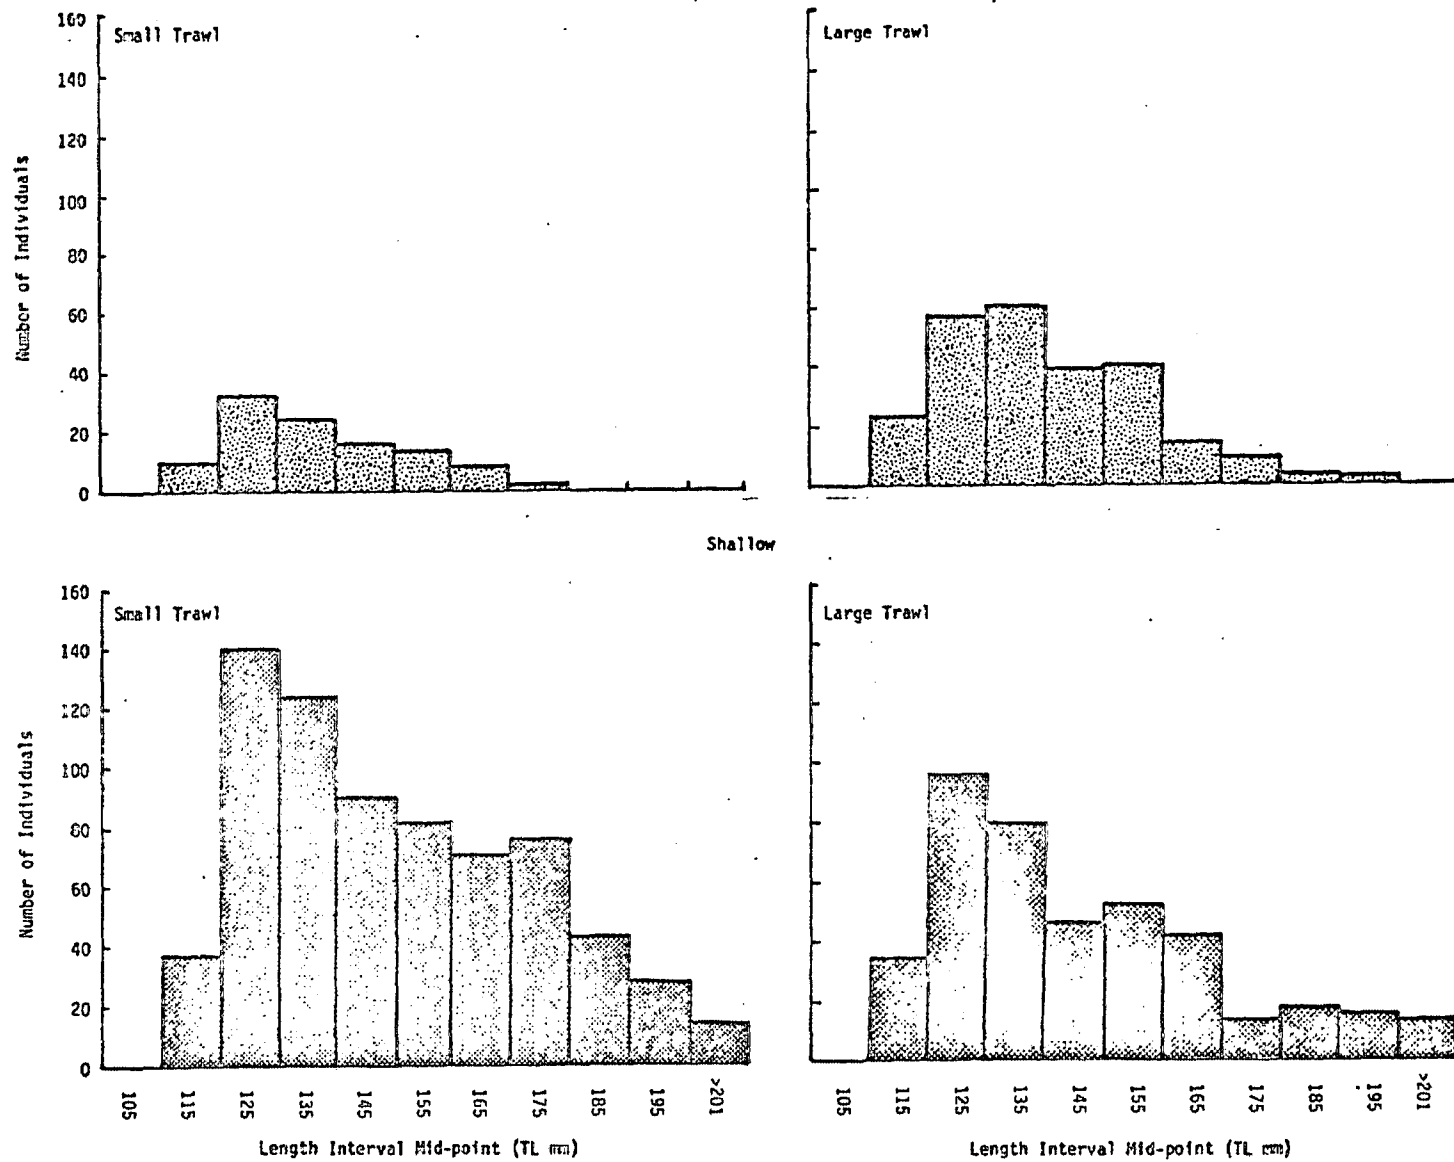 Small Trawl
Large Trawl
160
140
120
100
80
60
40
20
0
Number of Individuals
Shallow
Small Trawl
Large Trawl
160
140
120
100
80
60
40
20
0
Number of Individuals
105 115 125 135 145 155 165 175 185 195 >201
105 115 125 135 145 155 165 175 185 195 >201
Length Interval Mid-point (TL mm)
Length Interval Mid-point (TL mm)